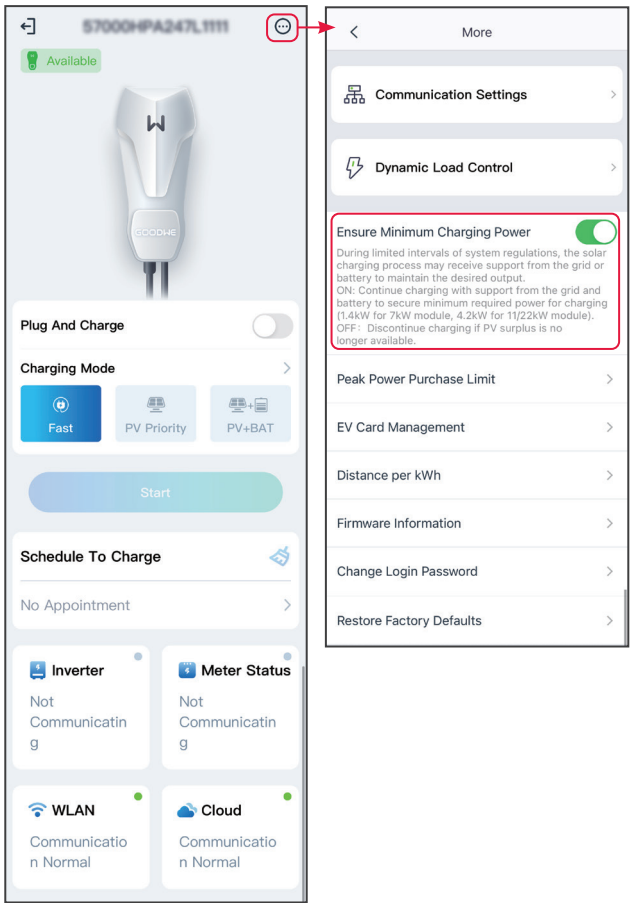 57000HPA247L1111
Available
GOODWE
Plug And Charge
Charging Mode
Fast
PV Priority
PV+BAT
Start
Schedule To Charge
No Appointment
Inverter
Not
Communicatin
g
Meter Status
Not
Communicatin
g
WLAN
Communicatio
n Normal
Cloud
Communicatio
n Normal
More
Communication Settings
Dynamic Load Control
Ensure Minimum Charging Power
During limited intervals of system regulations, the solar
charging process may receive support from the grid or
battery to maintain the desired output.
ON: Continue charging with support from the grid and
battery to secure minimum required power for charging
(1.4kW for 7kW module, 4.2kW for 11/22kW module).
OFF: Discontinue charging if PV surplus is no
longer available.
Peak Power Purchase Limit
EV Card Management
Distance per kWh
Firmware Information
Change Login Password
Restore Factory Defaults